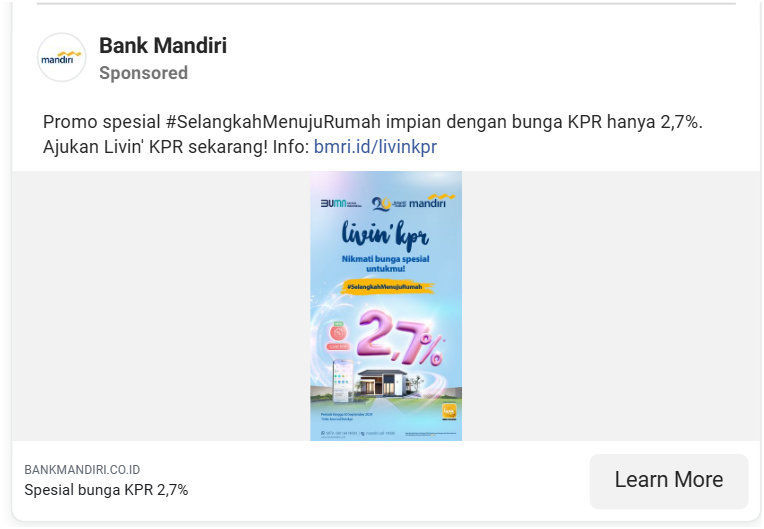 mandiri
Bank Mandiri
Sponsored
Promo spesial #SelangkahMenujuRumah impian dengan bunga KPR hanya 2,7%.
Ajukan Livin' KPR sekarang! Info: bmri.id/livinkpr
BUMN
mandiri
livin' kpr
Nikmati bunga spesial
untukmu!
#SelangkahMenujuRumah
2,7%
BANKMANDIRI.CO.ID
Spesial bunga KPR 2,7%
Learn More